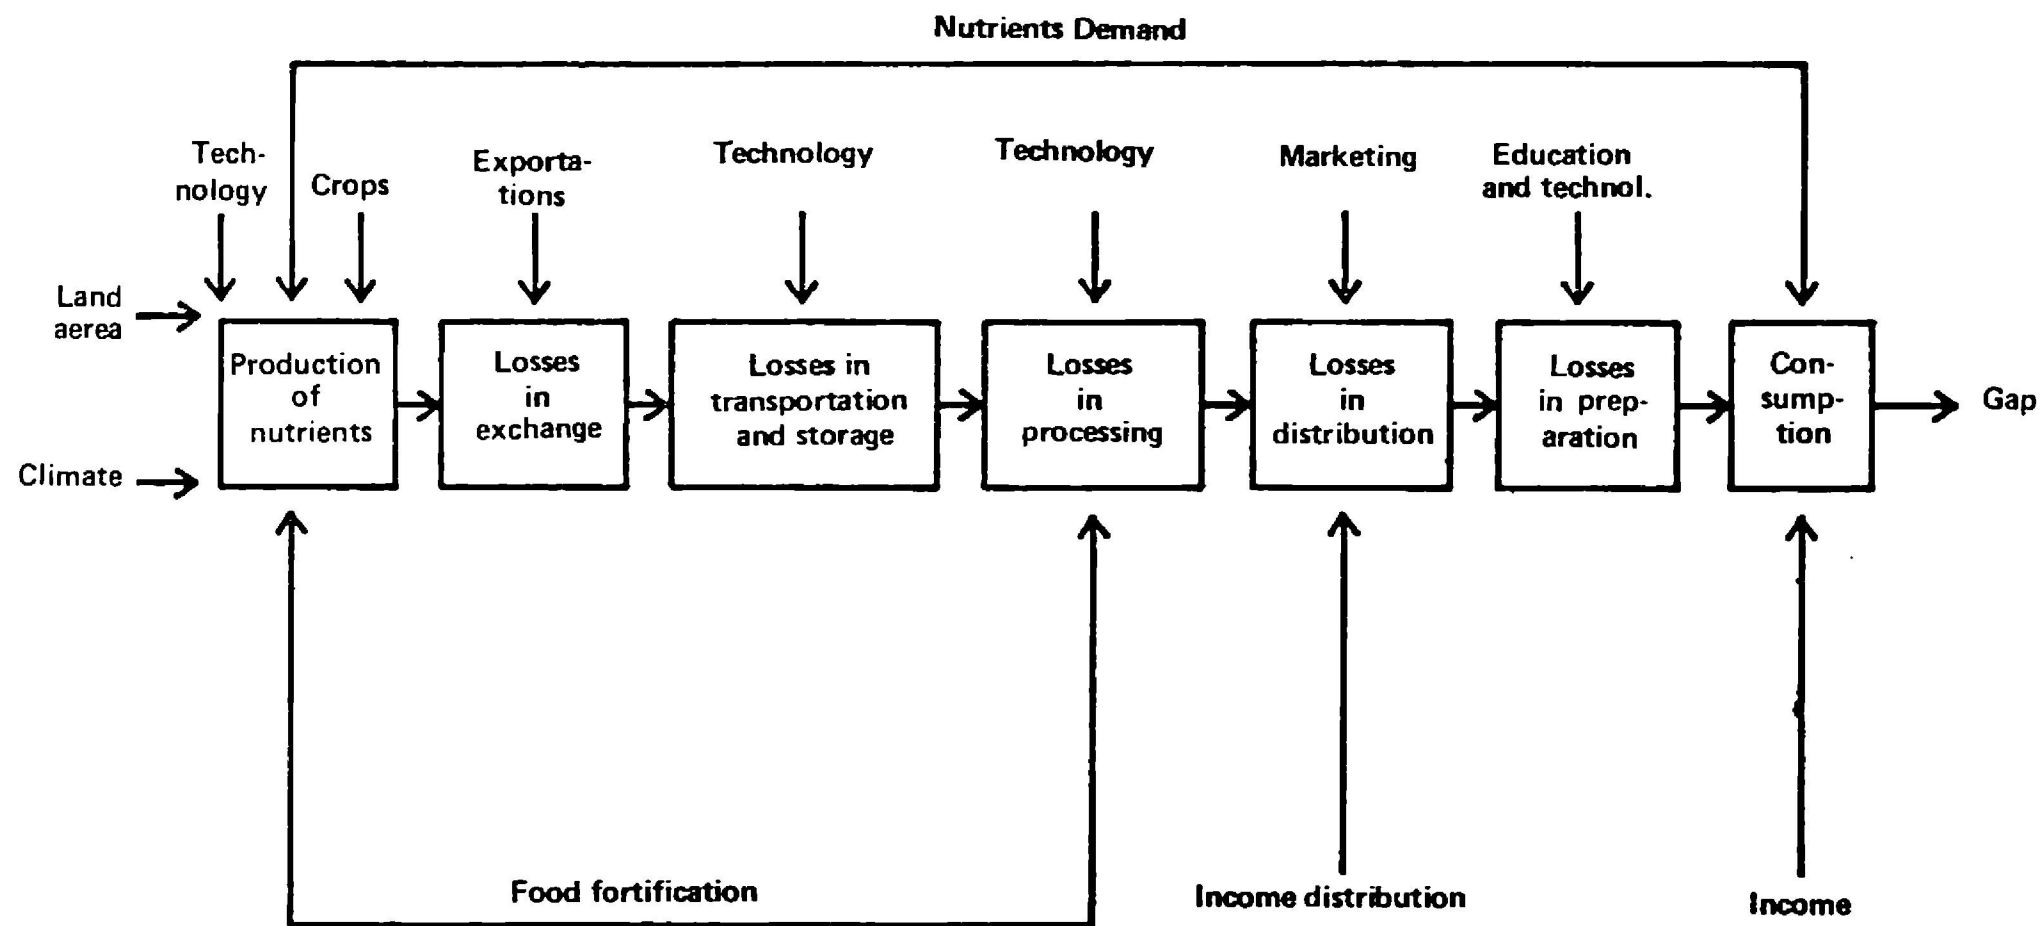 Nutrients Demand
Tech-
nology
Crops
Exporta-
tions
Technology
Technology
Marketing
Education
and technol.
Land
aerea
Climate
Production
of
nutrients
Losses
in
exchange
Losses in
transportation
and storage
Losses
in
processing
Losses
in
distribution
Losses
in prep-
aration
Con-
sump-
tion
Gap
Food fortification
Income distribution
Income